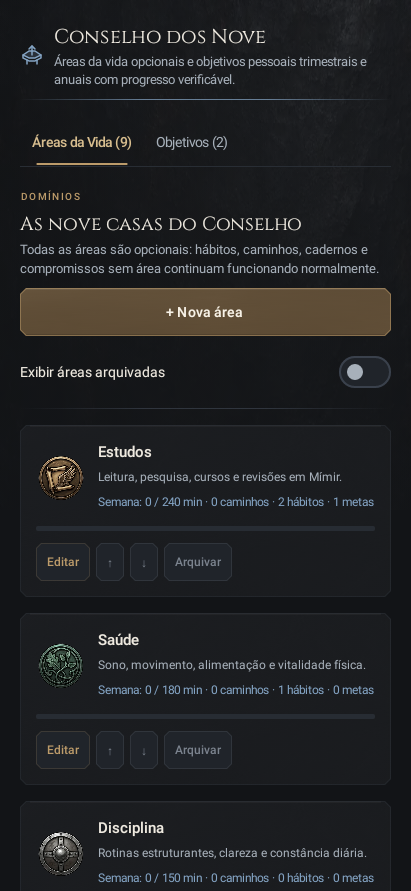 Conselho dos Nove
Áreas da vida opcionais e objetivos pessoais trimestrais e
anuais com progresso verificável.
Áreas da Vida (9)
Objetivos (2)
DOMÍNIOS
As nove casas do Conselho
Todas as áreas são opcionais: hábitos, caminhos, cadernos e
compromissos sem área continuam funcionando normalmente.
+ Nova área
Exibir áreas arquivadas
Estudos
Leitura, pesquisa, cursos e revisões em Mímir.
Semana: 0 / 240 min · 0 caminhos · 2 hábitos · 1 metas
Editar
↑
↓
Arquivar
Saúde
Sono, movimento, alimentação e vitalidade física.
Semana: 0 / 180 min · 0 caminhos · 1 hábitos · 0 metas
Editar
↑
↓
Arquivar
Disciplina
Rotinas estruturantes, clareza e constância diária.
Semana: 0 / 150 min · 0 caminhos · 0 hábitos · 0 metas